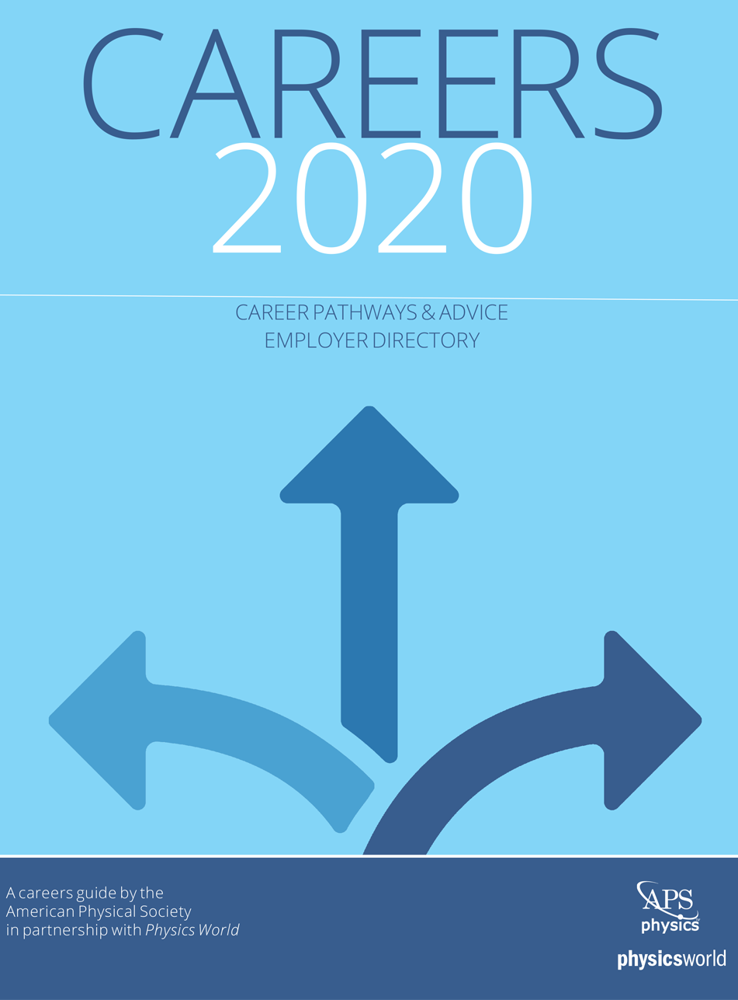 CAREERS
2020
CAREER PATHWAYS & ADVICE
EMPLOYER DIRECTORY
A careers guide by the
American Physical Society
in partnership with Physics World
APS
physics
physicsworld